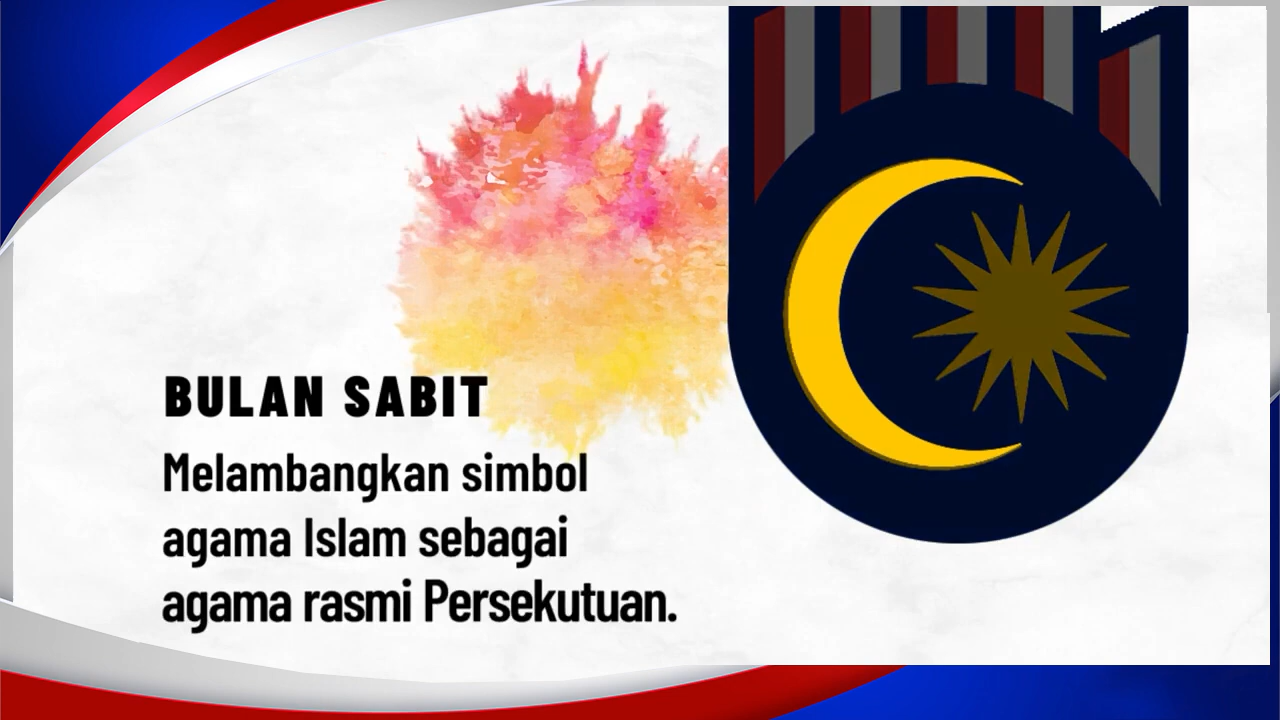 BULAN SABIT
Melambangkan simbol
agama Islam sebagai
agama rasmi Persekutuan.